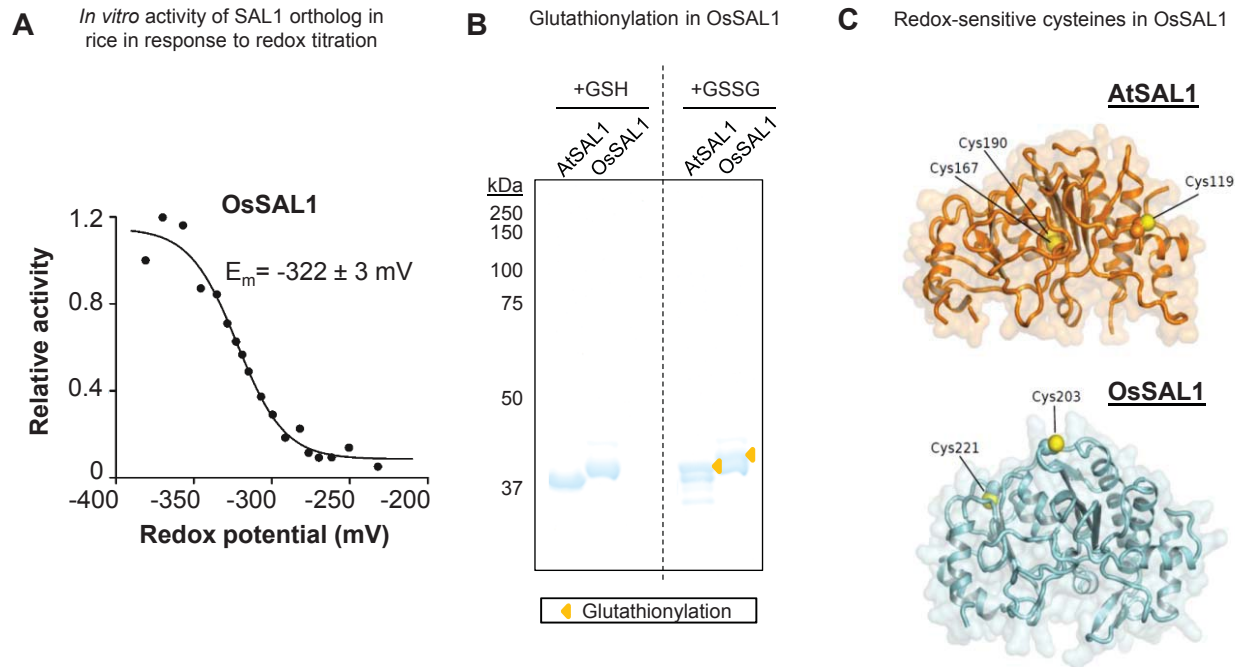 A
In vitro activity of SAL1 ortholog in
rice in response to redox titration
OsSAL1
Em= -322 ± 3 mV
Relative activity
1.2
0.8
0.4
0
-400
-350
-300
-250
-200
Redox potential (mV)
B
Glutathionylation in OsSAL1
+GSH
+GSSG
AtSAL1
OsSAL1
AtSAL1
OsSAL1
kDa
250
150
100
75
50
37
Glutathionylation
C
Redox-sensitive cysteines in OsSAL1
AtSAL1
Cys190
Cys167
Cys119
OsSAL1
Cys203
Cys221